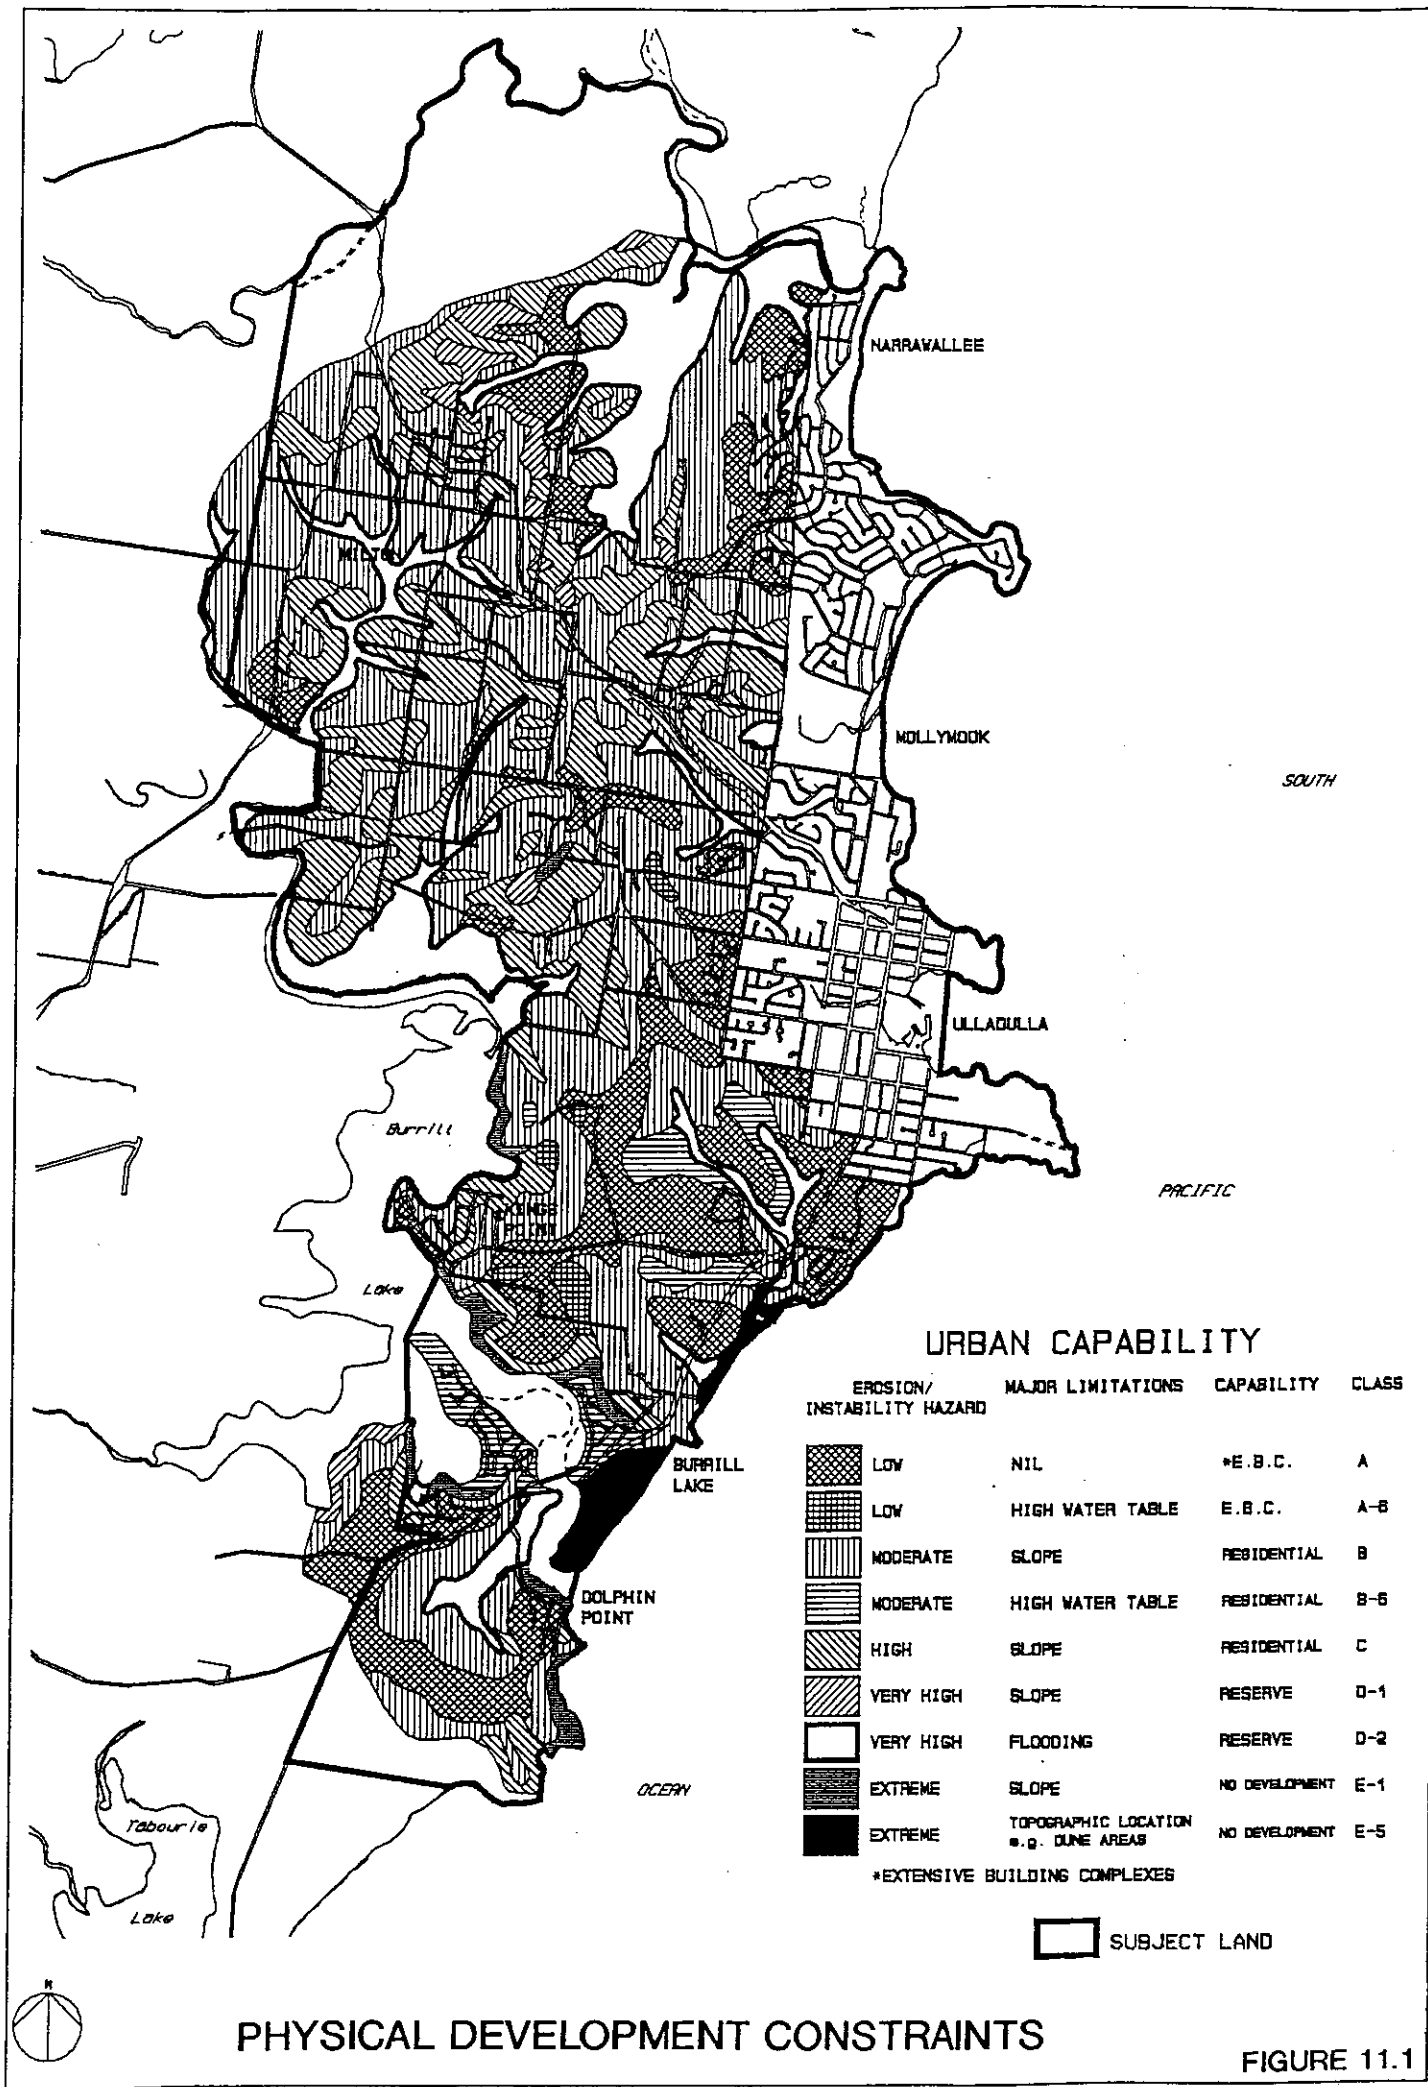 NARRAWALLEE
MILTON
MOLLYMOOK
SOUTH
ULLADULLA
Burrill
PACIFIC
KINGS
POINT
Lake
URBAN CAPABILITY
EROSION/
INSTABILITY HAZARD
MAJOR LIMITATIONS
CAPABILITY
CLASS
LOW NIL *E.B.C. A
LOW HIGH WATER TABLE E.B.C. A-6
MODERATE SLOPE RESIDENTIAL B
MODERATE HIGH WATER TABLE RESIDENTIAL B-6
HIGH SLOPE RESIDENTIAL C
VERY HIGH SLOPE RESERVE D-1
VERY HIGH FLOODING RESERVE D-2
EXTREME SLOPE NO DEVELOPMENT E-1
EXTREME TOPOGRAPHIC LOCATION
e.g. DUNE AREAS NO DEVELOPMENT E-5
*EXTENSIVE BUILDING COMPLEXES
BURRILL
LAKE
DOLPHIN
POINT
OCEAN
Tabourie
Lake
SUBJECT LAND
N
PHYSICAL DEVELOPMENT CONSTRAINTS
FIGURE 11.1